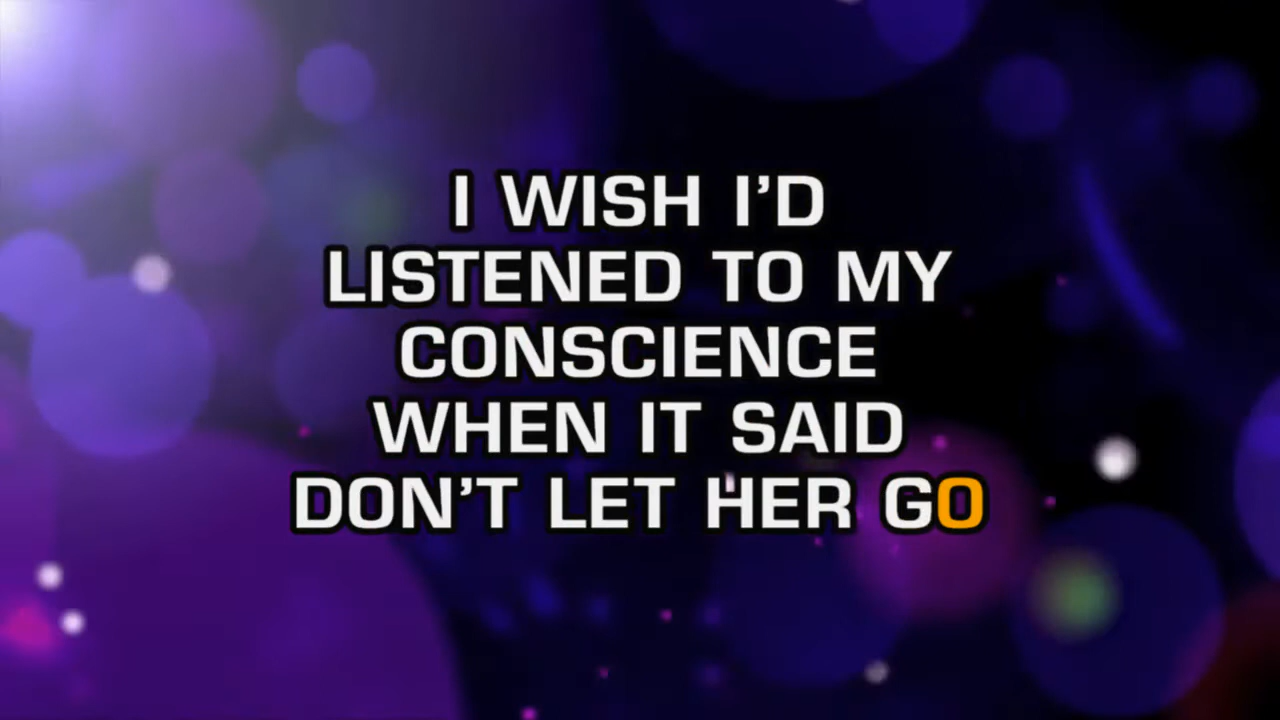 I WISH I’D
LISTENED TO MY
CONSCIENCE
WHEN IT SAID
DON’T LET HER GO